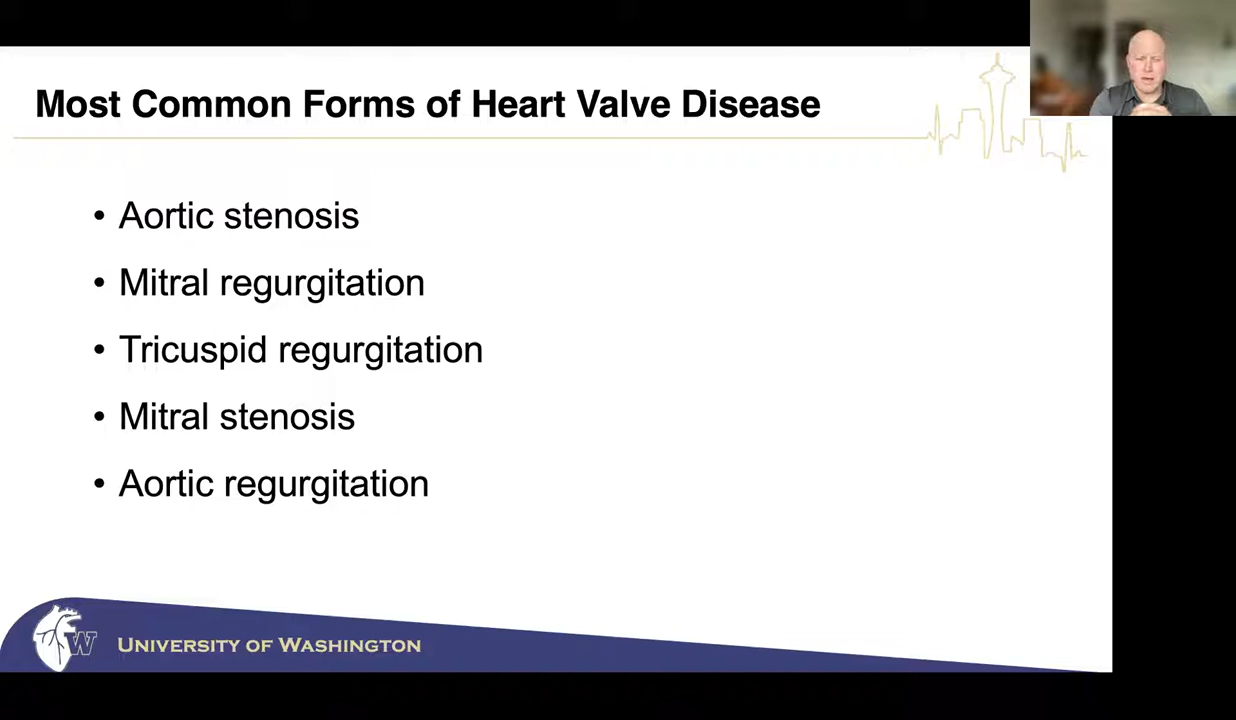 Most Common Forms of Heart Valve Disease
• Aortic stenosis
• Mitral regurgitation
• Tricuspid regurgitation
• Mitral stenosis
• Aortic regurgitation
W
UNIVERSITY OF WASHINGTON